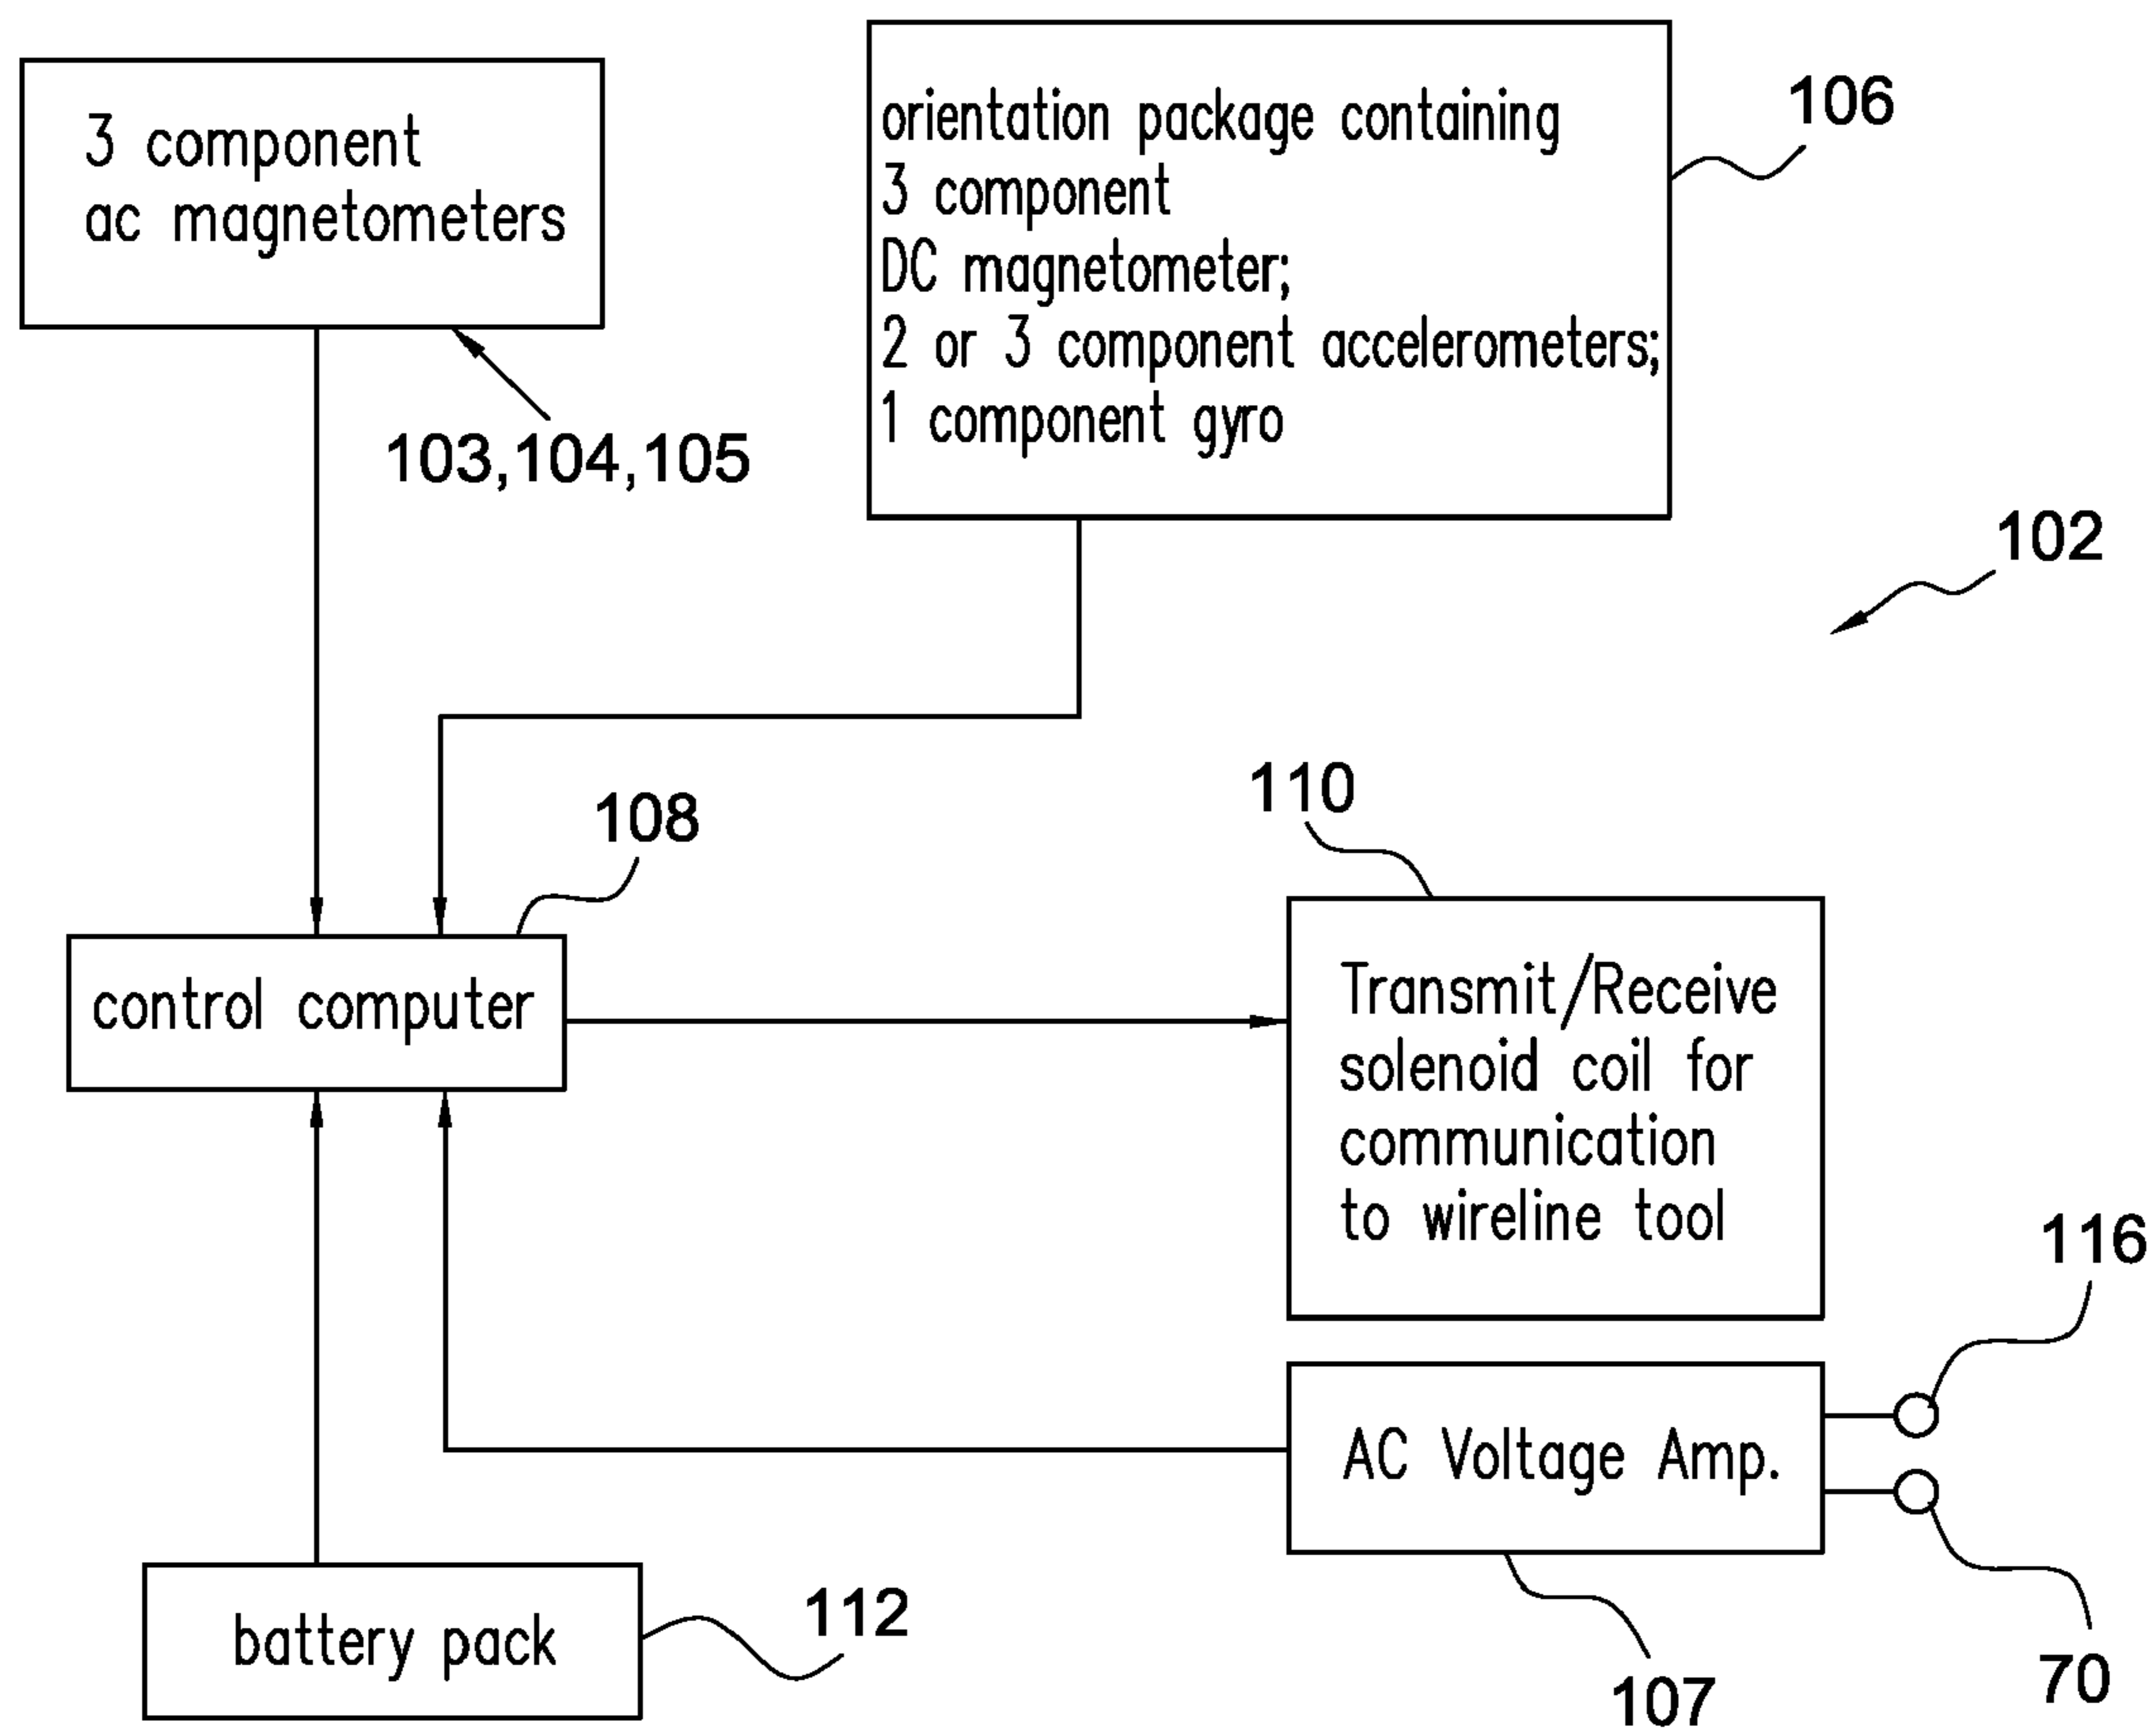 3 component
ac magnetometers
103,104,105
orientation package containing
3 component
DC magnetometer;
2 or 3 component accelerometers;
1 component gyro
106
102
108
control computer
110
Transmit/Receive
solenoid coil for
communication
to wireline tool
116
AC Voltage Amp.
70
107
battery pack
112